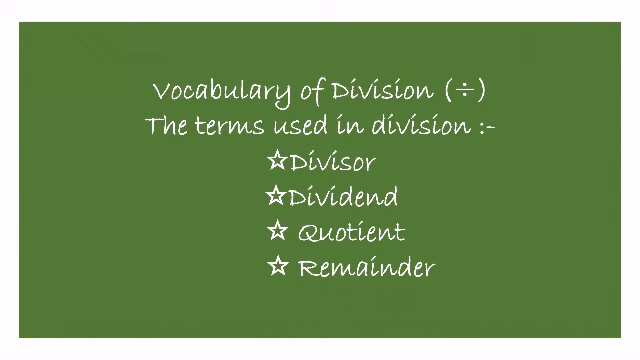 Vocabulary of Division (÷)
The terms used in division :-
☆Divisor
☆Dividend
☆ Quotient
☆ Remainder